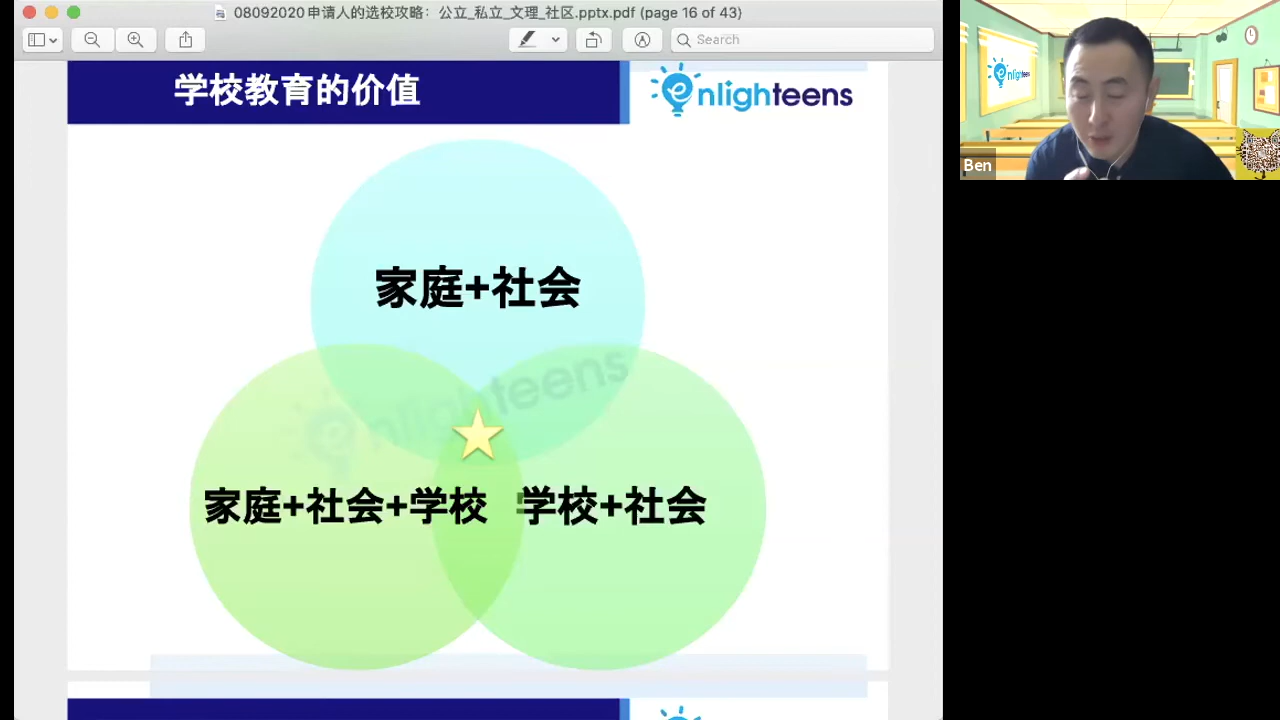 08092020申请人的选校攻略：公立_私立_文理_社区.pptx.pdf (page 16 of 43)
Search
学校教育的价值
enlighteens
家庭+社会
enlighteens
家庭+社会+学校
学校+社会
enlighteens
Ben